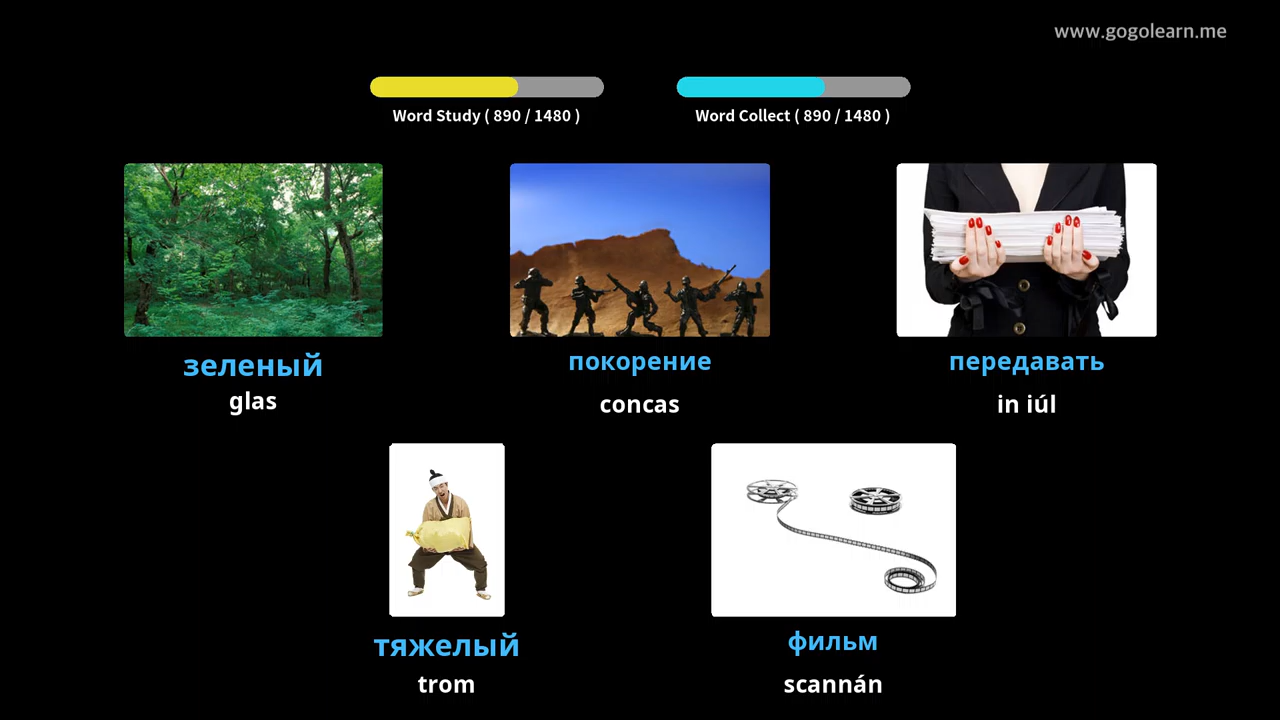 www.gogolearn.me
Word Study ( 890 / 1480 )
Word Collect ( 890 / 1480 )
зеленый
glas
покорение
concas
передавать
in iúl
тяжелый
trom
фильм
scannán